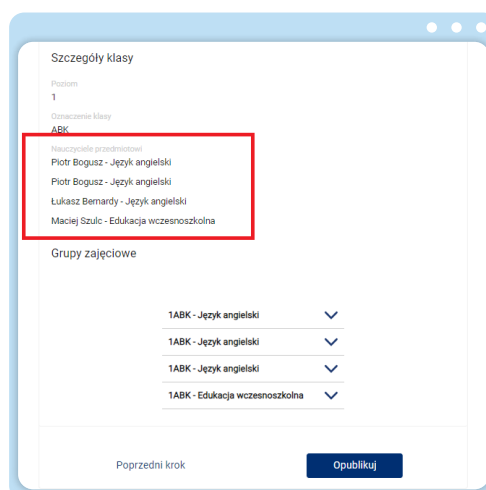 Szczegóły klasy
Poziom
1
Oznaczenie klasy
ABK
Nauczyciele przedmiotowi
Piotr Bogusz - Język angielski
Piotr Bogusz - Język angielski
Łukasz Bernardy - Język angielski
Maciej Szulc - Edukacja wczesnoszkolna
Grupy zajęciowe
1ABK - Język angielski
1ABK - Język angielski
1ABK - Język angielski
1ABK - Edukacja wczesnoszkolna
Poprzedni krok
Opublikuj